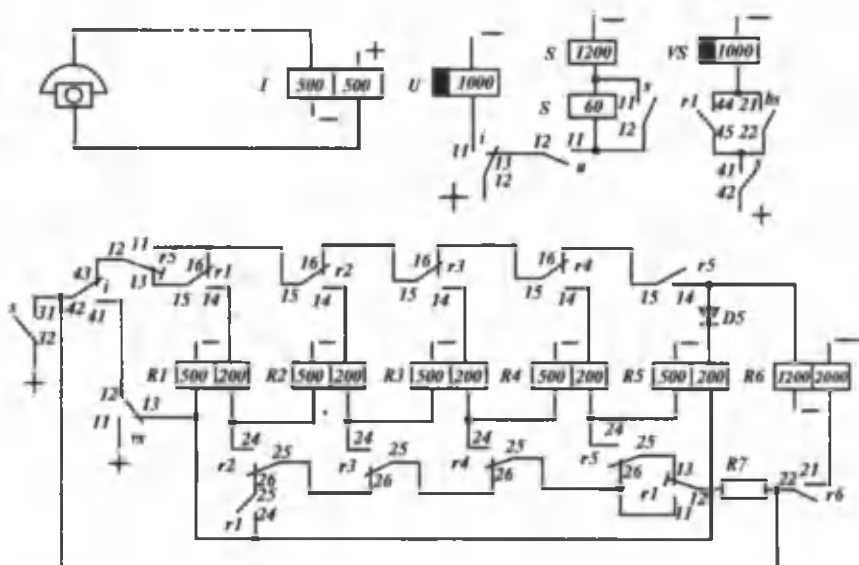 I 500 500 +
−
U 1000
−
S 1200
−
S 60
VS 1000
−
11 s
12
r1 44 21 hs
45 22
41
42
+
11 i
13
12
+
12 11
u
12 11 r5
13
16 r1
15 14
16 r2
15 14
16 r3
15 14
16 r4
15 14
r5
15 14
D5
s 31
32
+
43 i
42 41
R1 500 200
R2 500 200
R3 500 200
R4 500 200
R5 500 200
R6 1200 2000
12 13
11 vs
+
24 24 24 24
r2 25
26
r3 25
26
r4 25
26
r5 25
26
r1 25
24
r1 13
12
11
R7
22 21
r6